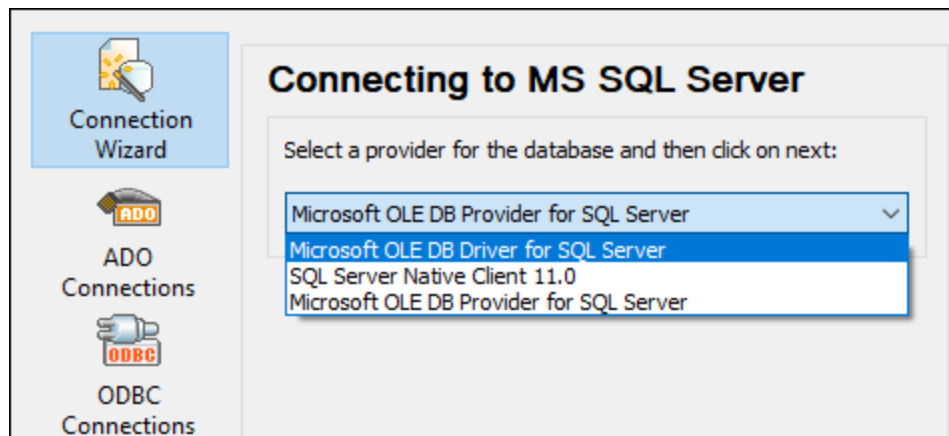 Connection
Wizard
ADO
ADO
Connections
ODBC
ODBC
Connections
Connecting to MS SQL Server
Select a provider for the database and then click on next:
Microsoft OLE DB Provider for SQL Server
Microsoft OLE DB Driver for SQL Server
SQL Server Native Client 11.0
Microsoft OLE DB Provider for SQL Server